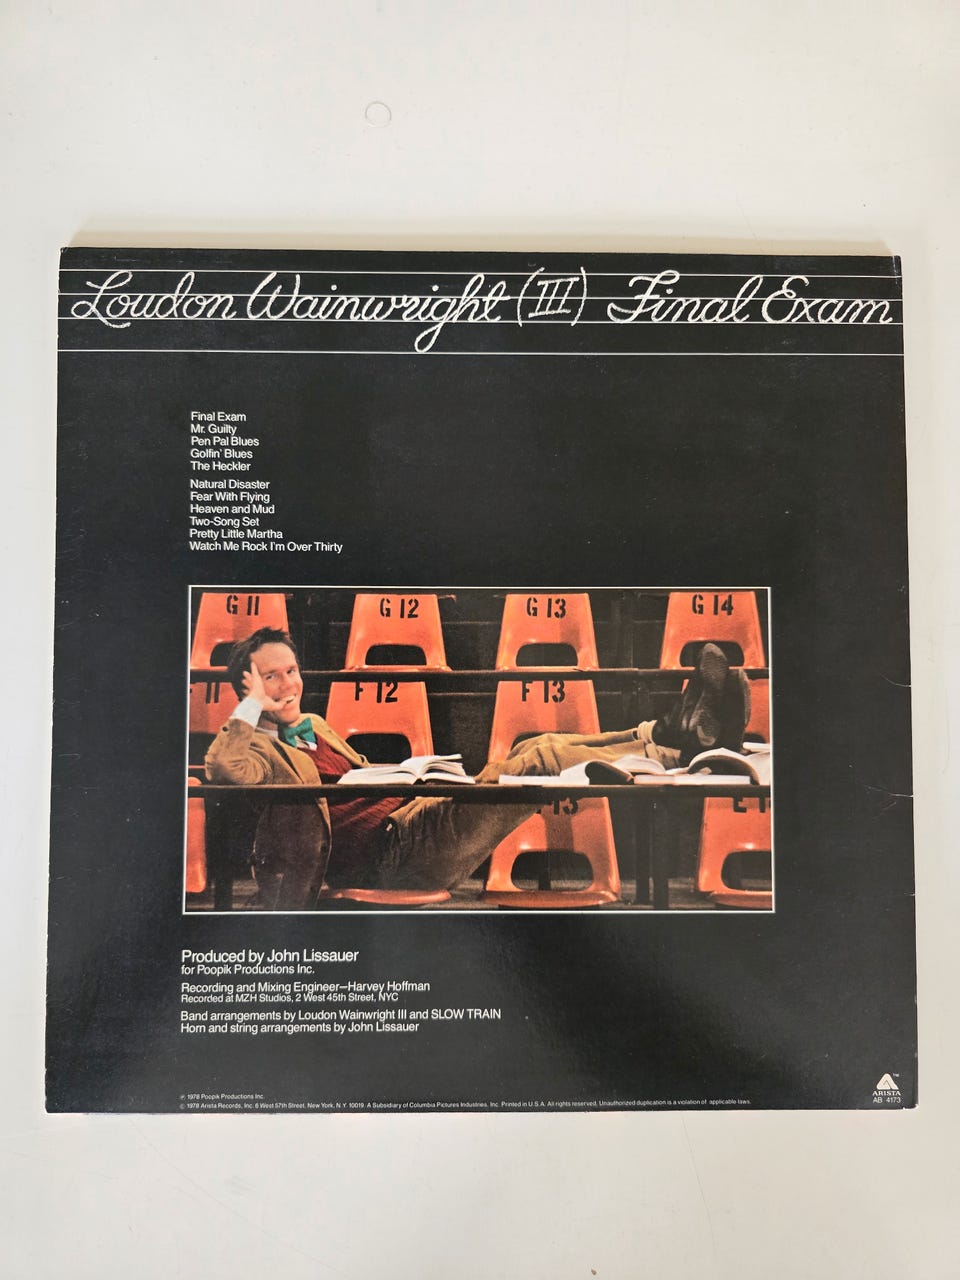 Loudon Wainwright (III) Final Exam
Final Exam
Mr. Guilty
Pen Pal Blues
Golfin' Blues
The Heckler
Natural Disaster
Fear With Flying
Heaven and Mud
Two-Song Set
Pretty Little Martha
Watch Me Rock I'm Over Thirty
G 11 G 12 G 13 G 14
11 F 12 F 13
13 E 1
Produced by John Lissauer
for Poopik Productions Inc.
Recording and Mixing Engineer—Harvey Hoffman
Recorded at MZH Studios, 2 West 45th Street, NYC
Band arrangements by Loudon Wainwright III and SLOW TRAIN
Horn and string arrangements by John Lissauer
℗ 1978 Poopik Productions Inc.
© 1978 Arista Records, Inc. 6 West 57th Street, New York, N.Y. 10019. A Subsidiary of Columbia Pictures Industries, Inc. Printed in U.S.A. All rights reserved. Unauthorized duplication is a violation of applicable laws.
TM
ARISTA
AB 4173